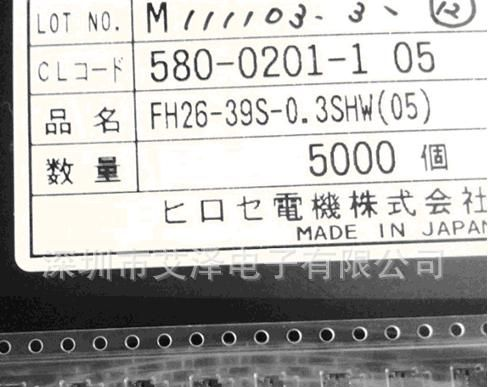 LOT NO. M111103-3、⑫
CLコード 580-0201-1 05
品名 FH26-39S-0.3SHW(05)
数量 5000 個
ヒロセ電機株式会社
MADE IN JAPAN
深圳市艾泽电子有限公司